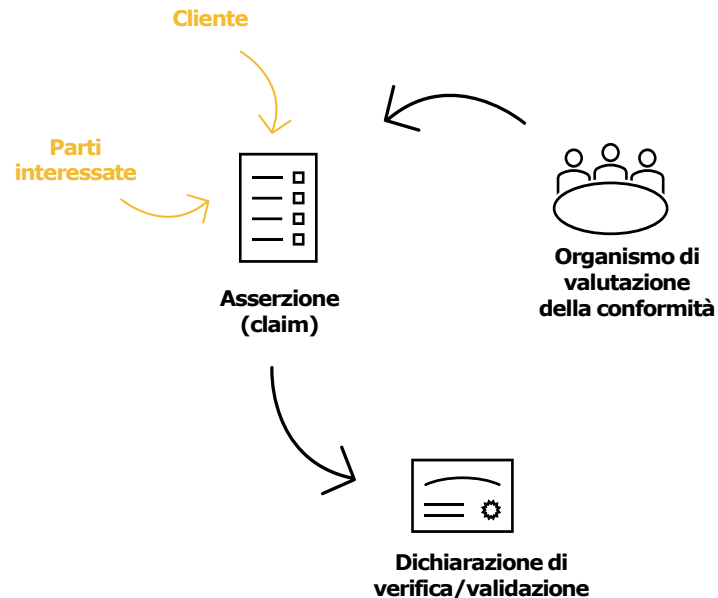 Cliente
Parti
interessate
Asserzione
(claim)
Organismo di
valutazione
della conformità
Dichiarazione di
verifica/validazione